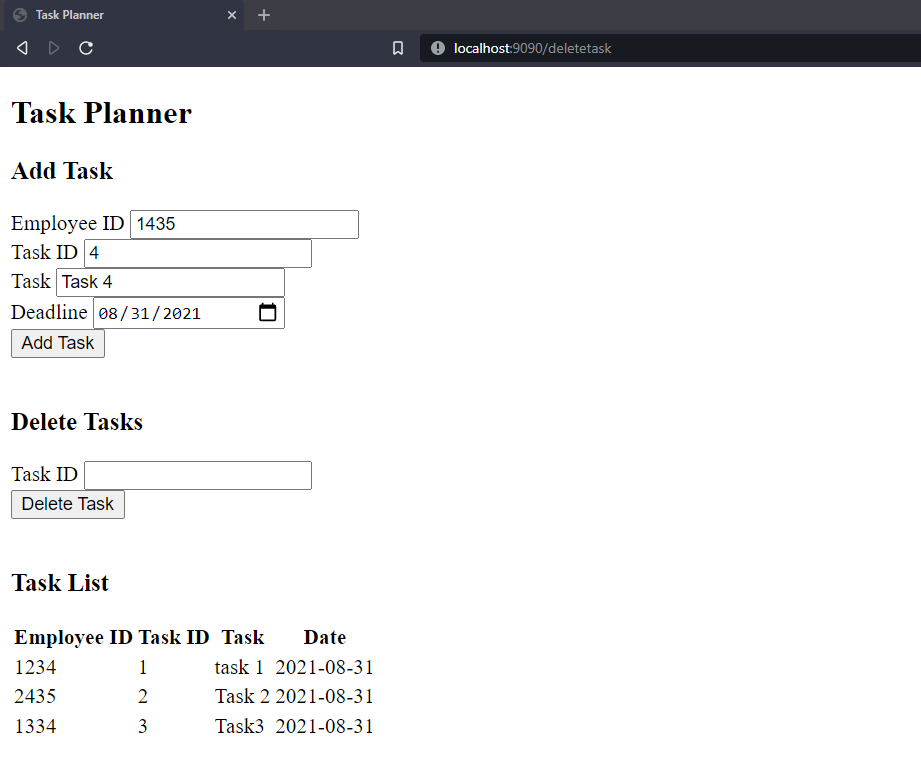 Task Planner
localhost:9090/deletetask
Task Planner
Add Task
Employee ID 1435
Task ID 4
Task Task 4
Deadline 08/31/2021
Add Task
Delete Tasks
Task ID
Delete Task
Task List
Employee ID Task ID Task Date
1234 1 task 1 2021-08-31
2435 2 Task 2 2021-08-31
1334 3 Task3 2021-08-31